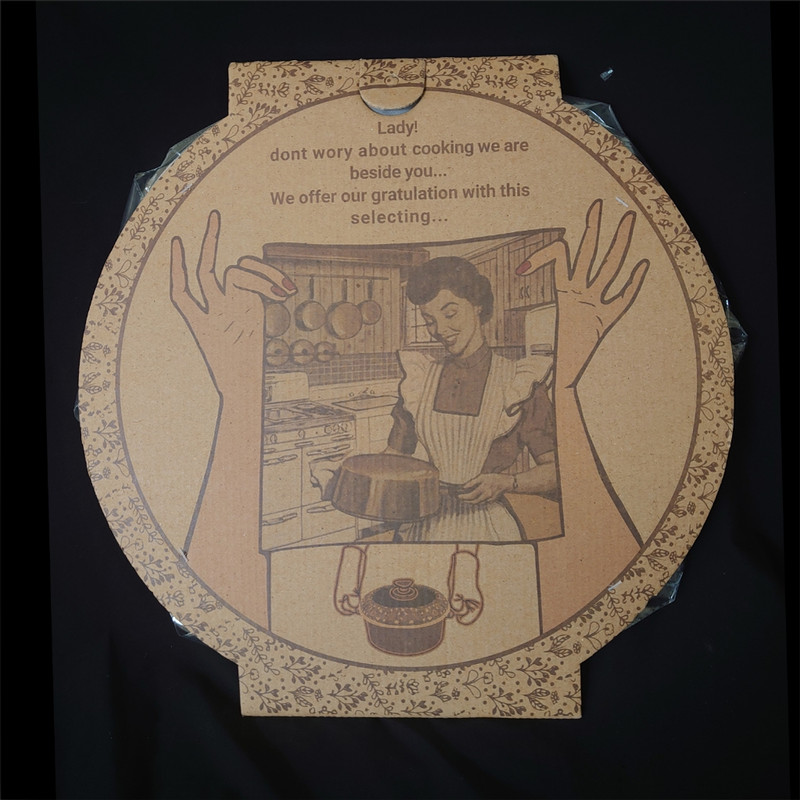 Lady!
dont wory about cooking we are
beside you...
We offer our gratulation with this
selecting...